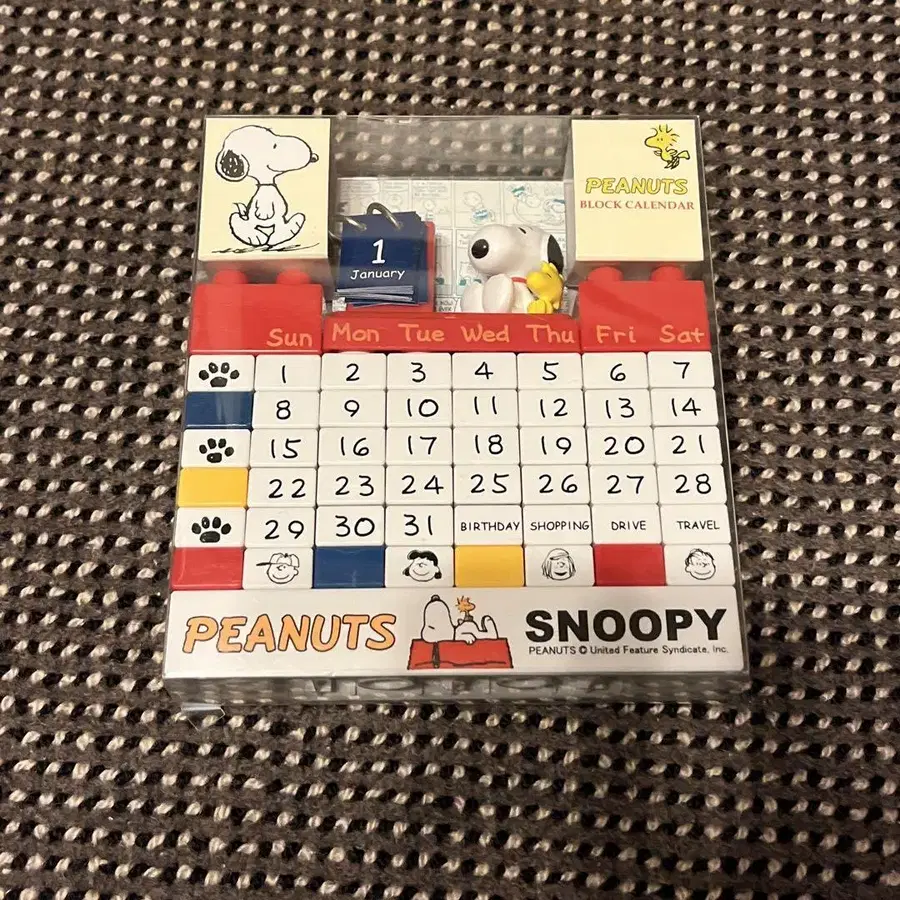 PEANUTS
BLOCK CALENDAR
1
January
Sun Mon Tue Wed Thu Fri Sat
1 2 3 4 5 6 7
8 9 10 11 12 13 14
15 16 17 18 19 20 21
22 23 24 25 26 27 28
29 30 31 BIRTHDAY SHOPPING DRIVE TRAVEL
PEANUTS SNOOPY
PEANUTS © United Feature Syndicate, Inc.